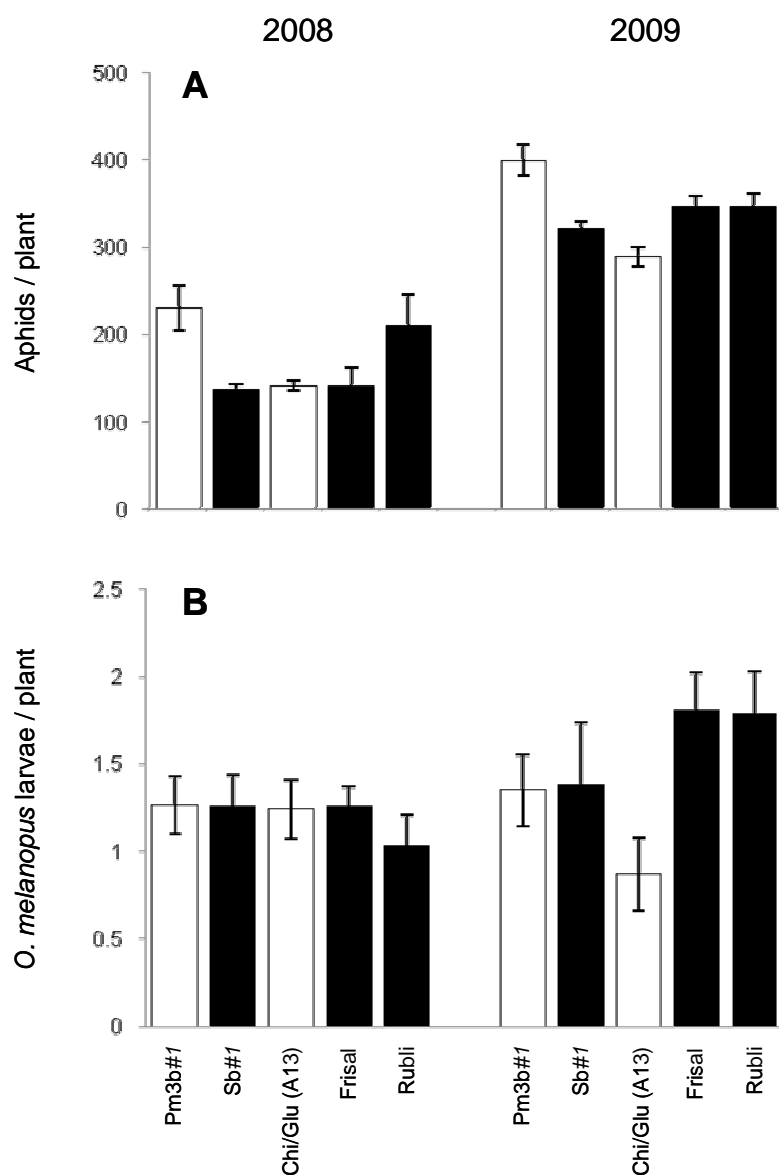 2008 2009
A
500
400
300
200
100
0
Aphids / plant
B
2.5
2
1.5
1
0.5
0
O. melanopus larvae / plant
Pm3b#1 Sb#1 Chi/Glu (A13) Frisal Rubli Pm3b#1 Sb#1 Chi/Glu (A13) Frisal Rubli